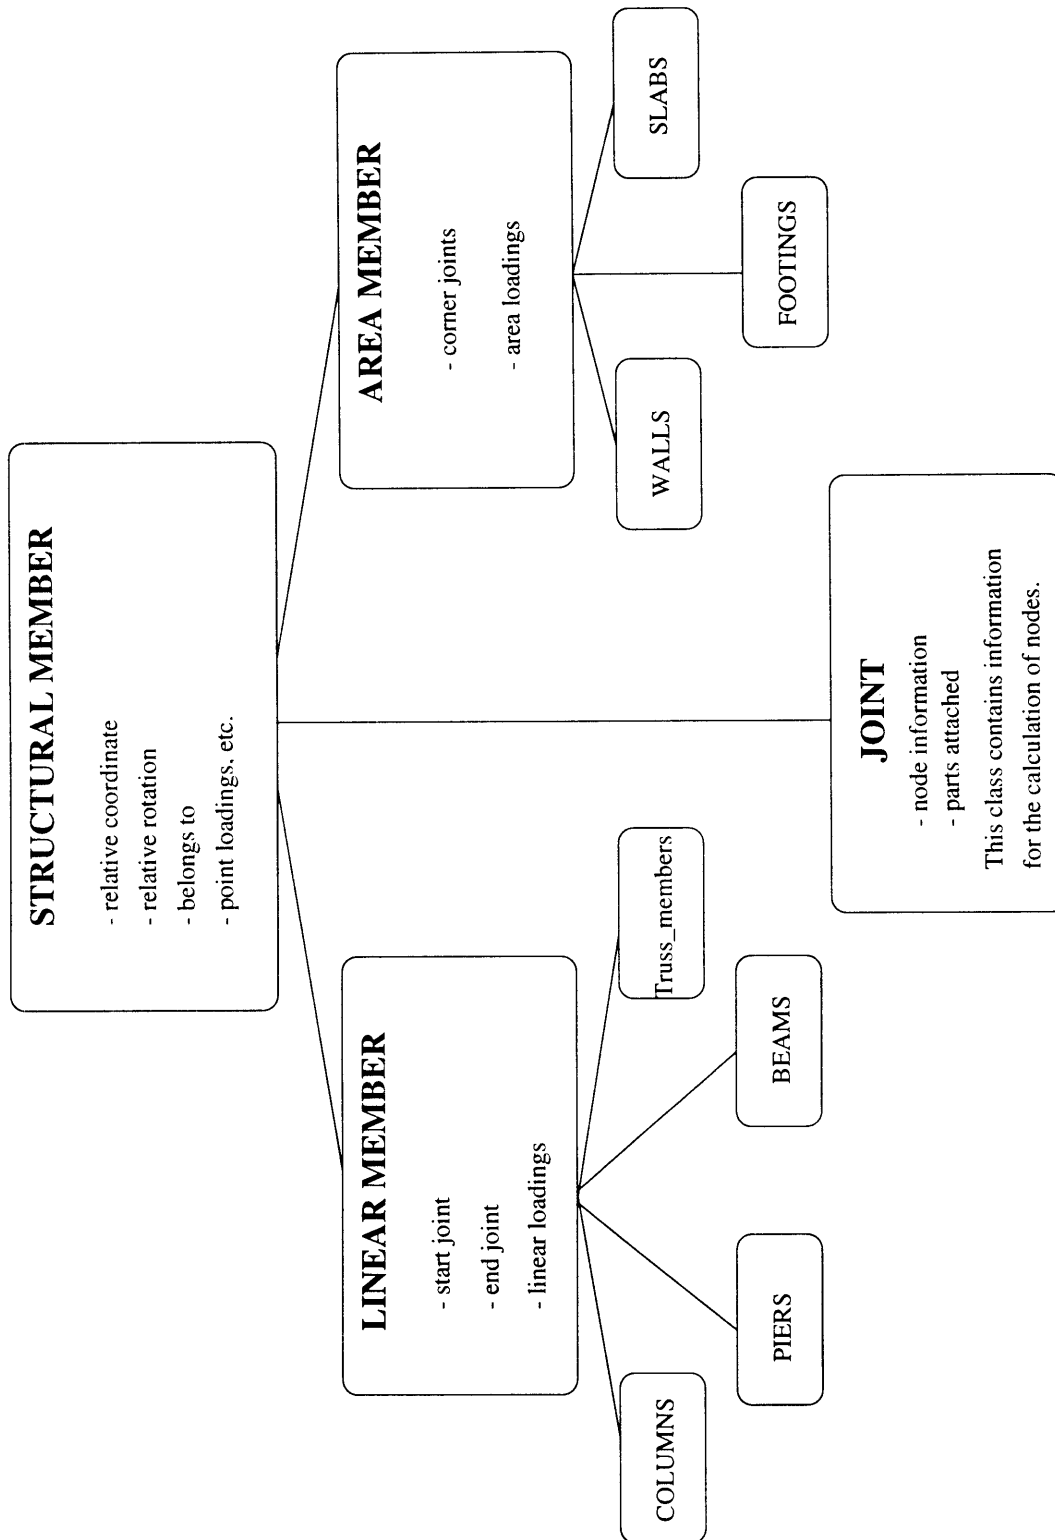 STRUCTURAL MEMBER
- relative coordinate
- relative rotation
- belongs to
- point loadings, etc.
LINEAR MEMBER
- start joint
- end joint
- linear loadings
AREA MEMBER
- corner joints
- area loadings
COLUMNS
PIERS
BEAMS
Truss_members
WALLS
FOOTINGS
SLABS
JOINT
- node information
- parts attached
This class contains information
for the calculation of nodes.